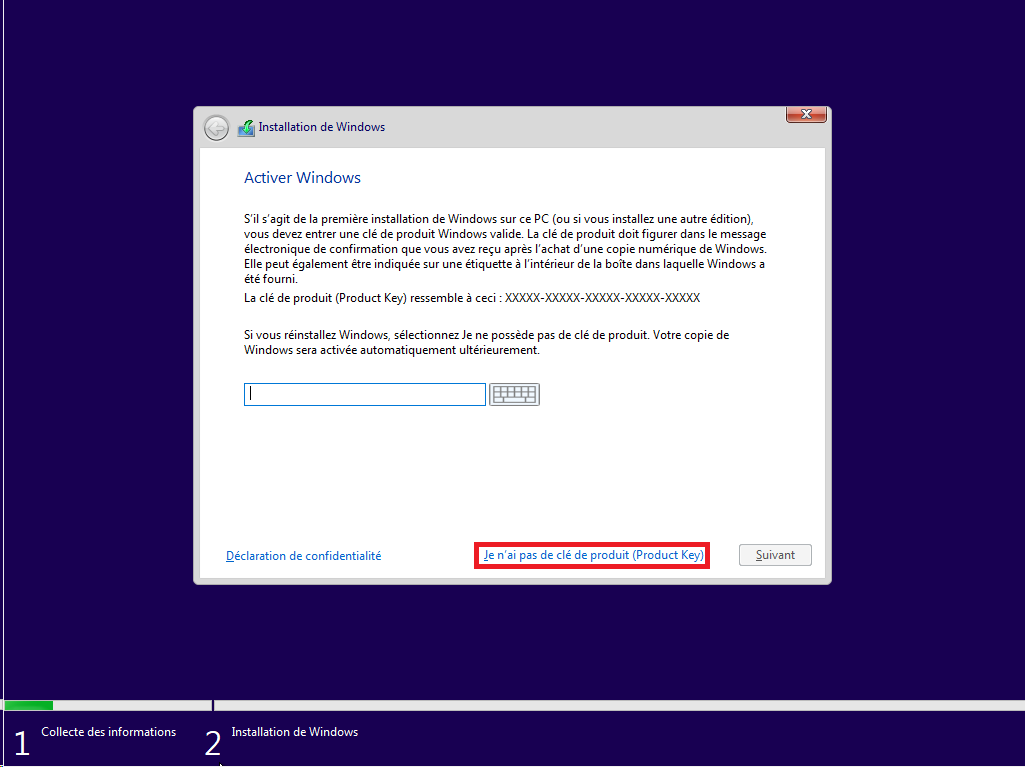 Installation de Windows
Activer Windows
S'il s'agit de la première installation de Windows sur ce PC (ou si vous installez une autre édition),
vous devez entrer une clé de produit Windows valide. La clé de produit doit figurer dans le message
électronique de confirmation que vous avez reçu après l'achat d'une copie numérique de Windows.
Elle peut également être indiquée sur une étiquette à l'intérieur de la boîte dans laquelle Windows a
été fourni.
La clé de produit (Product Key) ressemble à ceci : XXXXX-XXXXX-XXXXX-XXXXX-XXXXX
Si vous réinstallez Windows, sélectionnez Je ne possède pas de clé de produit. Votre copie de
Windows sera activée automatiquement ultérieurement.
Déclaration de confidentialité
Je n'ai pas de clé de produit (Product Key)
Suivant
1 Collecte des informations
2 Installation de Windows